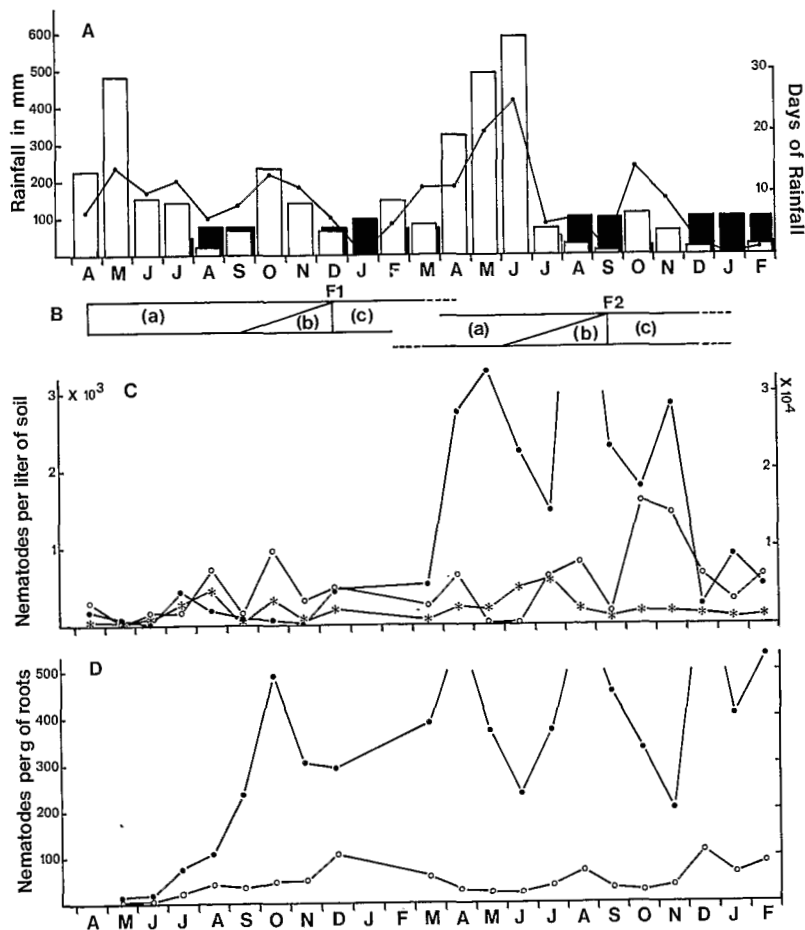 A
Rainfall in mm
600
500
400
300
200
100
Days of Rainfall
30
20
10
A M J J A S O N D J F M A M J J A S O N D J F
F1
F2
B
(a) (b) (c) (a) (b) (c)
C
Nematodes per liter of soil
X 10³
3
2
1
X 10⁻⁴
3
2
1
D
Nematodes per g of roots
500
400
300
200
100
A M J J A S O N D J F M A M J J A S O N D J F